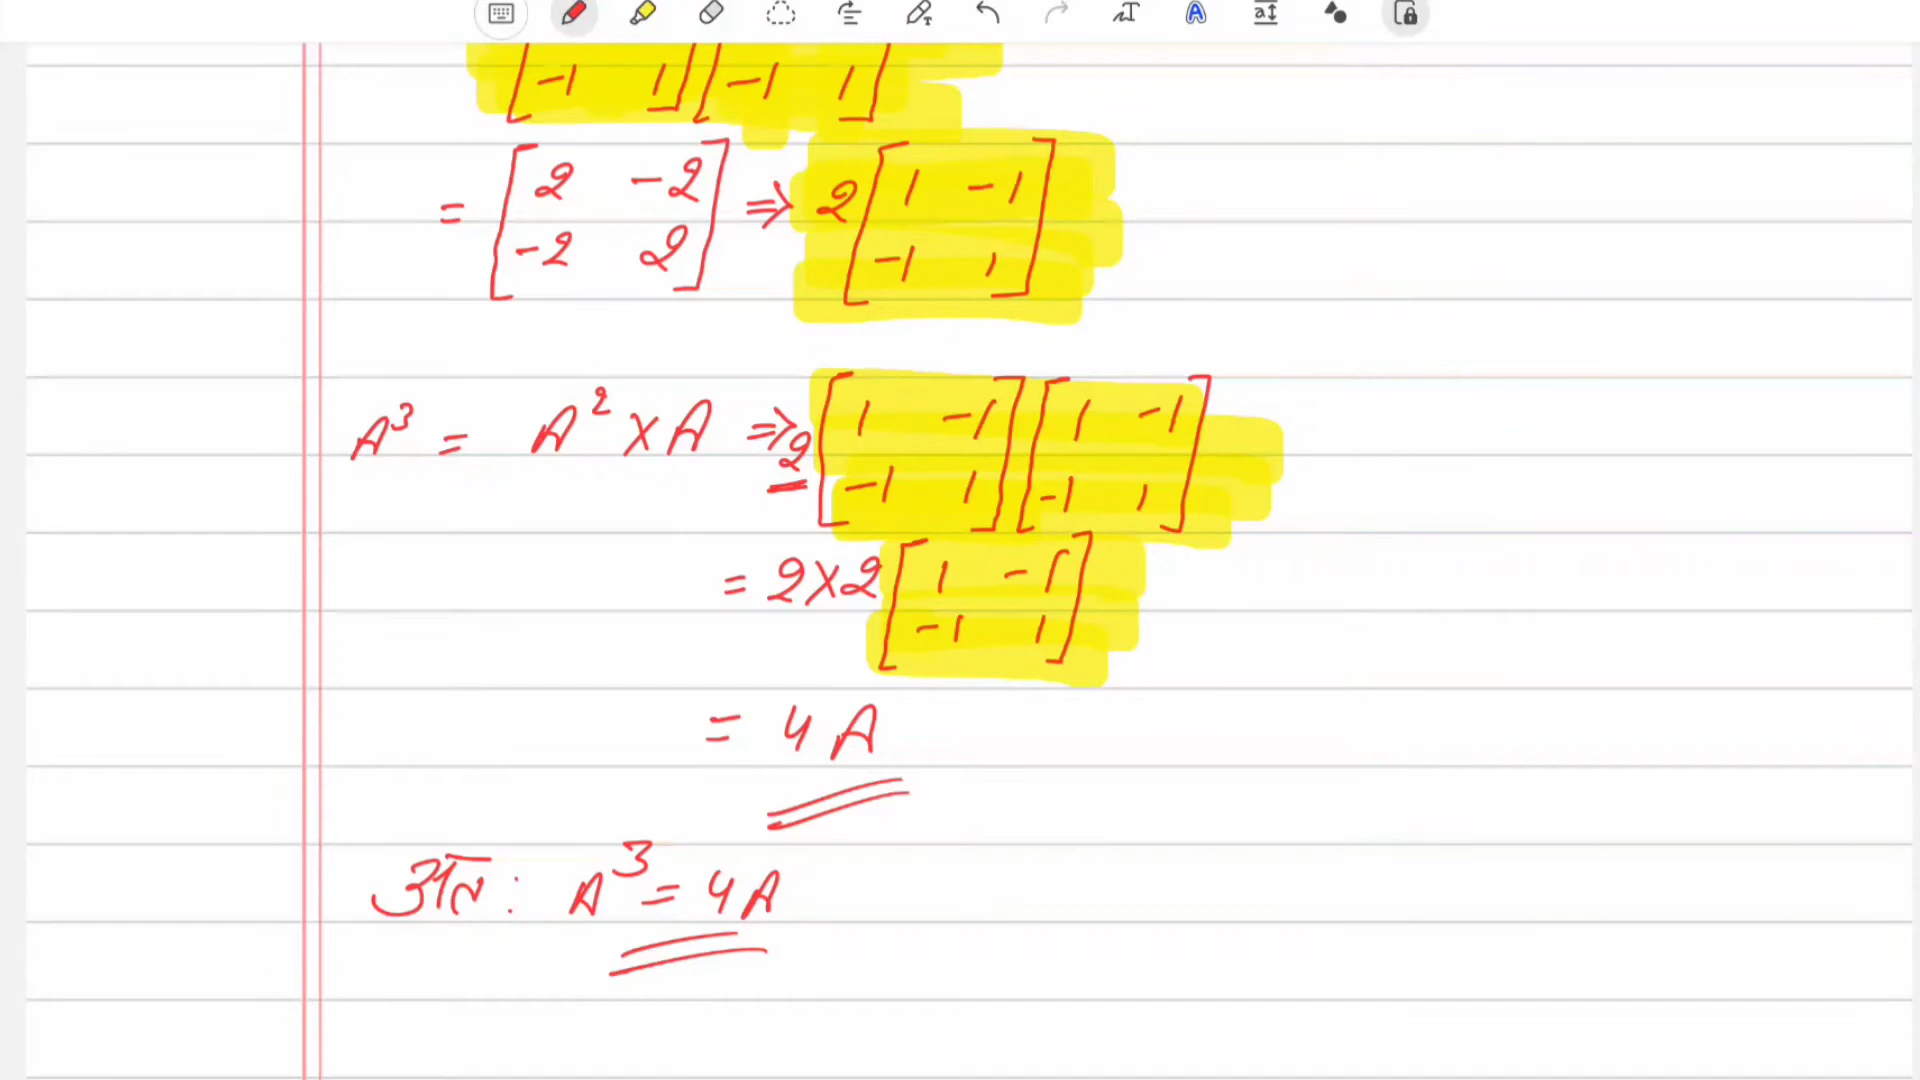 [-1 1] [-1 1]
= [2 -2
-2 2] ⇒ 2 [1 -1
-1 1]
A³ = A² × A ⇒ 2 [1 -1
-1 1] [1 -1
-1 1]
= 2×2 [1 -1
-1 1]
= 4A
अतः A³ = 4A